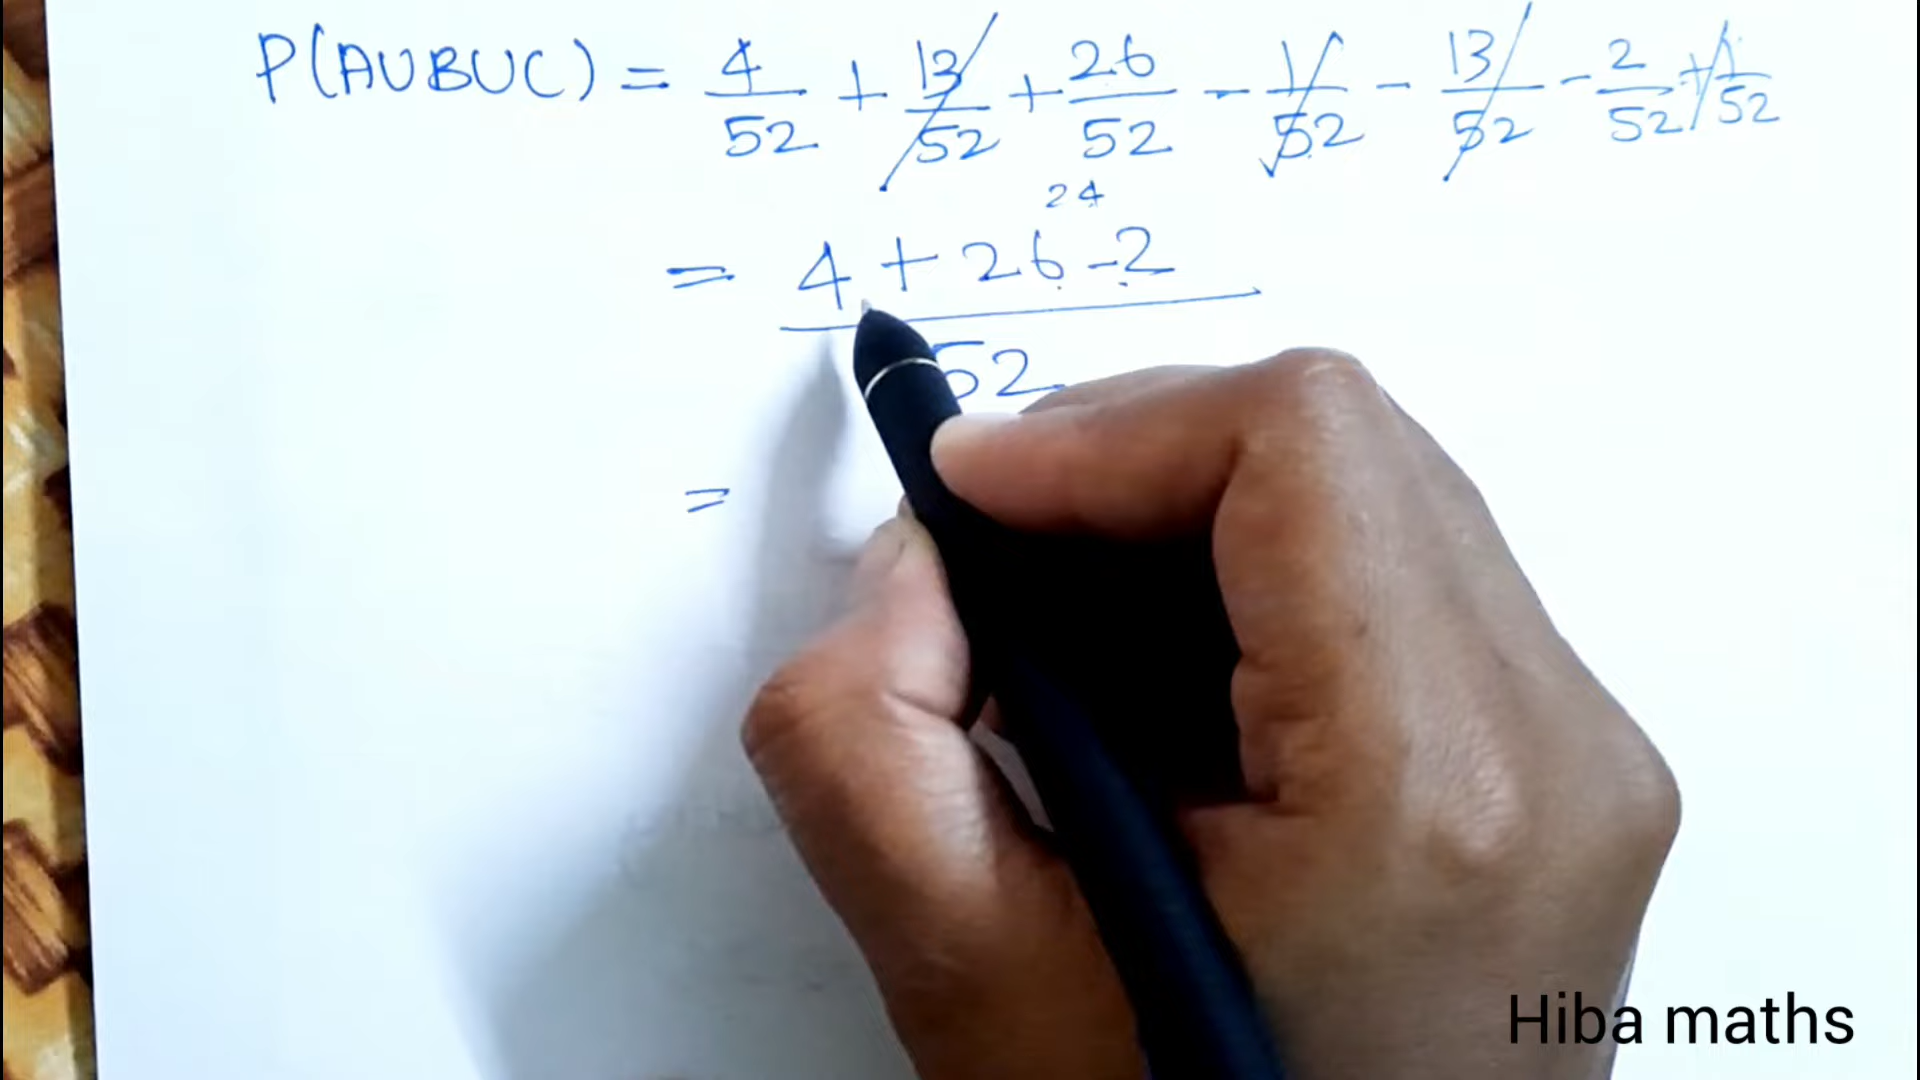 P(AUBUC) = 4/52 + 13/52 + 26/52 - 1/52 - 13/52 - 2/52 + 1/52
24
= 4 + 26 - 2
52
=
Hiba maths